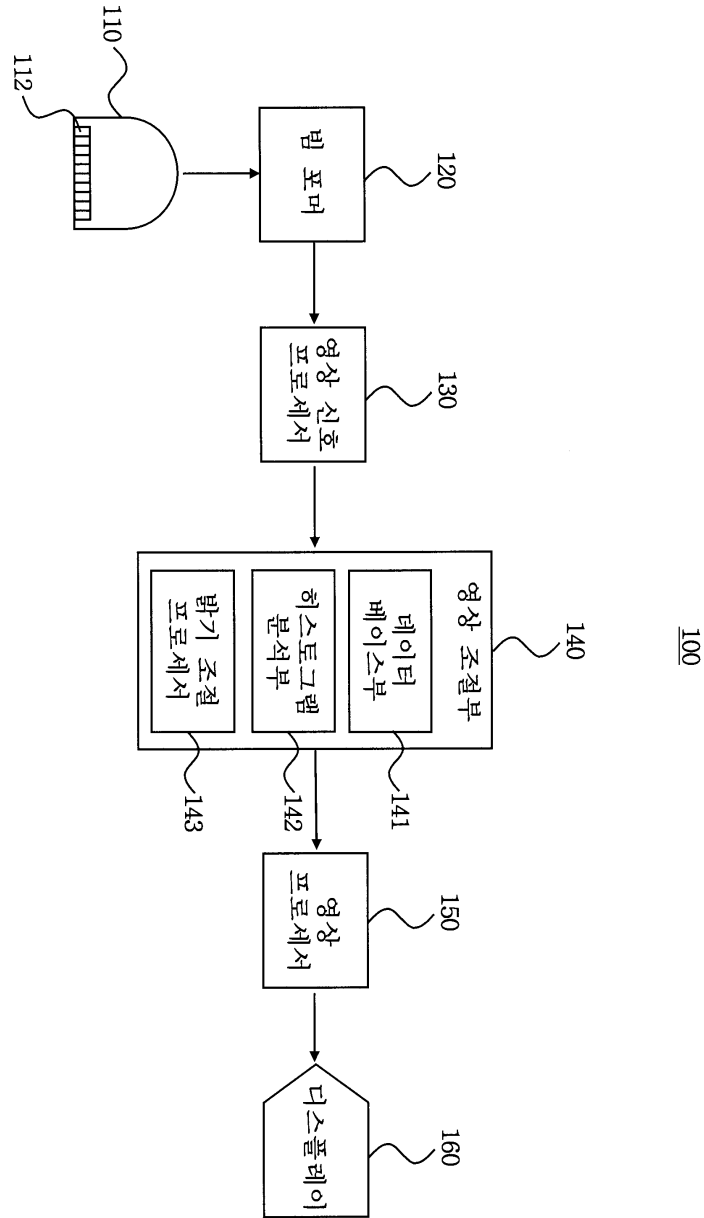 100
110
112
빔 포머
120
영상 신호
프로세서
130
영상 조절부
140
데이터
베이스부
141
히스토그램
분석부
142
밝기 조절
프로세서
143
영상
프로세서
150
디스플레이
160